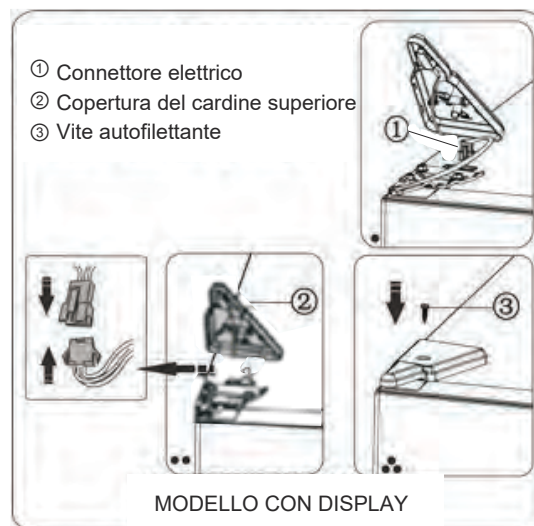 ① Connettore elettrico
② Copertura del cardine superiore
③ Vite autofilettante
①
②
③
MODELLO CON DISPLAY